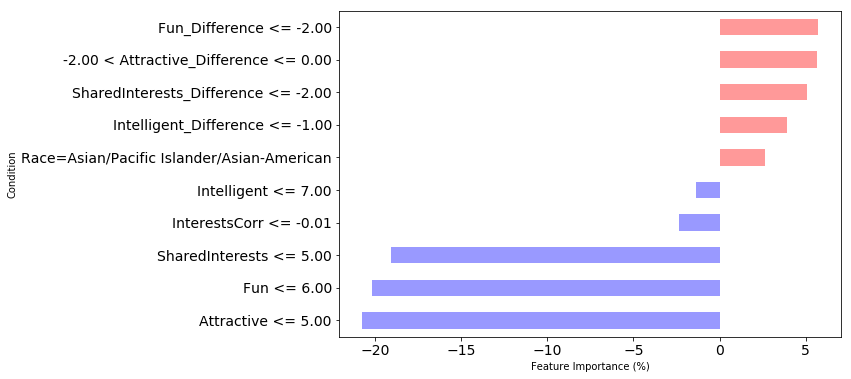 Fun_Difference <= -2.00
-2.00 < Attractive_Difference <= 0.00
SharedInterests_Difference <= -2.00
Intelligent_Difference <= -1.00
Race=Asian/Pacific Islander/Asian-American
Intelligent <= 7.00
InterestsCorr <= -0.01
SharedInterests <= 5.00
Fun <= 6.00
Attractive <= 5.00
Condition
−20 −15 −10 −5 0 5
Feature Importance (%)